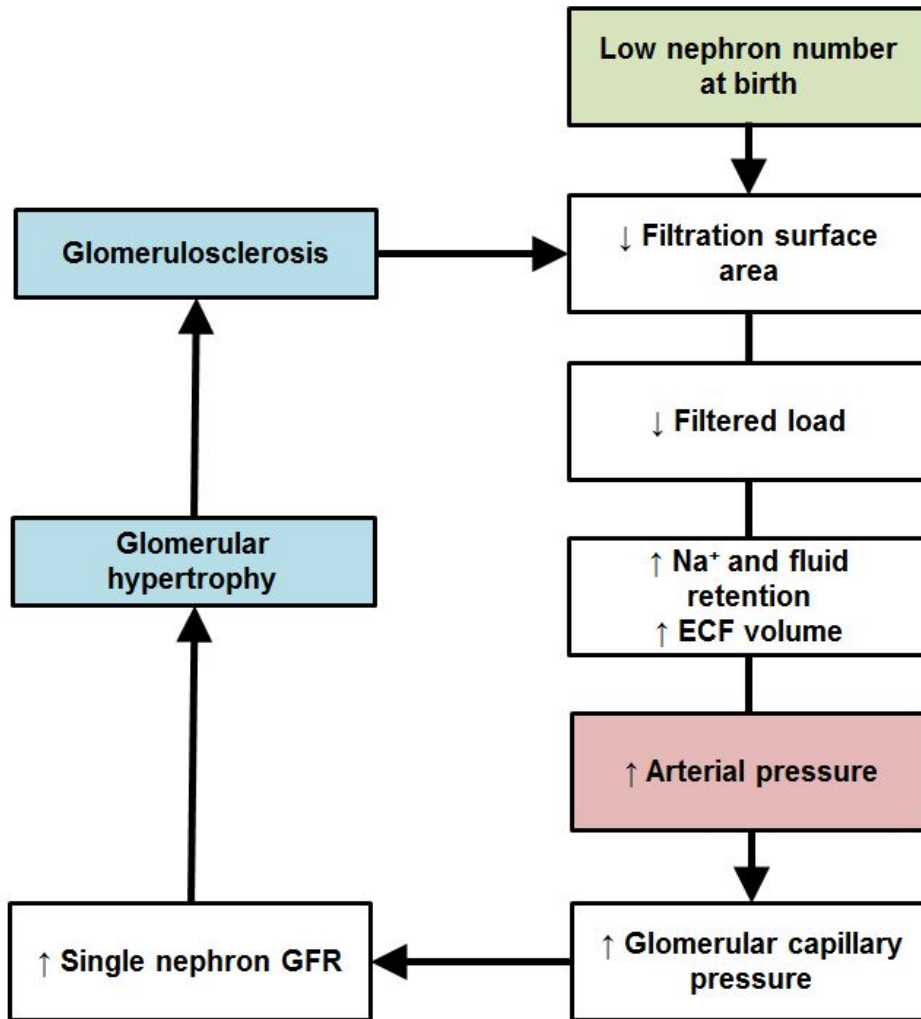 Low nephron number
at birth
Glomerulosclerosis
↓ Filtration surface
area
↓ Filtered load
Glomerular
hypertrophy
↑ Na⁺ and fluid
retention
↑ ECF volume
↑ Arterial pressure
↑ Single nephron GFR
↑ Glomerular capillary
pressure